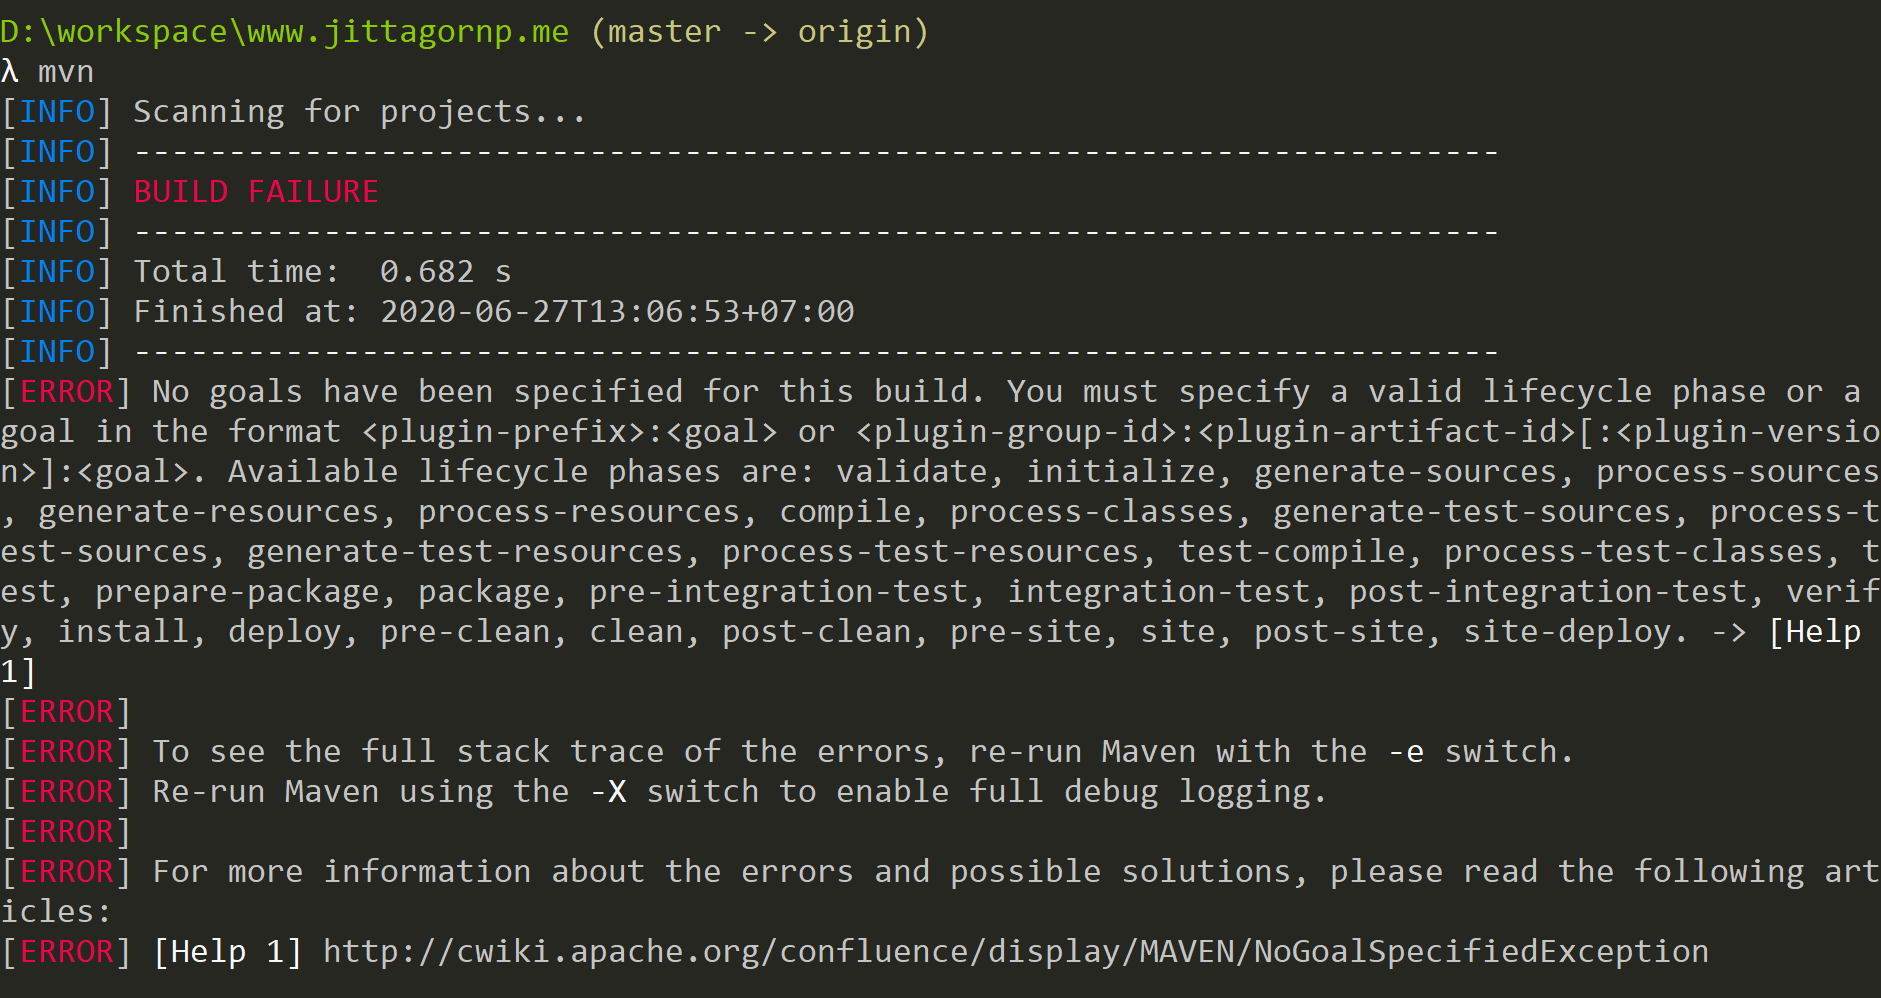 D:\workspace\www.jittagornp.me (master -> origin)
λ mvn
[INFO] Scanning for projects...
[INFO] ------------------------------------------------------------------------
[INFO] BUILD FAILURE
[INFO] ------------------------------------------------------------------------
[INFO] Total time:  0.682 s
[INFO] Finished at: 2020-06-27T13:06:53+07:00
[INFO] ------------------------------------------------------------------------
[ERROR] No goals have been specified for this build. You must specify a valid lifecycle phase or a
goal in the format <plugin-prefix>:<goal> or <plugin-group-id>:<plugin-artifact-id>[:<plugin-versio
n>]:<goal>. Available lifecycle phases are: validate, initialize, generate-sources, process-sources
, generate-resources, process-resources, compile, process-classes, generate-test-sources, process-t
est-sources, generate-test-resources, process-test-resources, test-compile, process-test-classes, t
est, prepare-package, package, pre-integration-test, integration-test, post-integration-test, verif
y, install, deploy, pre-clean, clean, post-clean, pre-site, site, post-site, site-deploy. -> [Help
1]
[ERROR]
[ERROR] To see the full stack trace of the errors, re-run Maven with the -e switch.
[ERROR] Re-run Maven using the -X switch to enable full debug logging.
[ERROR]
[ERROR] For more information about the errors and possible solutions, please read the following art
icles:
[ERROR] [Help 1] http://cwiki.apache.org/confluence/display/MAVEN/NoGoalSpecifiedException